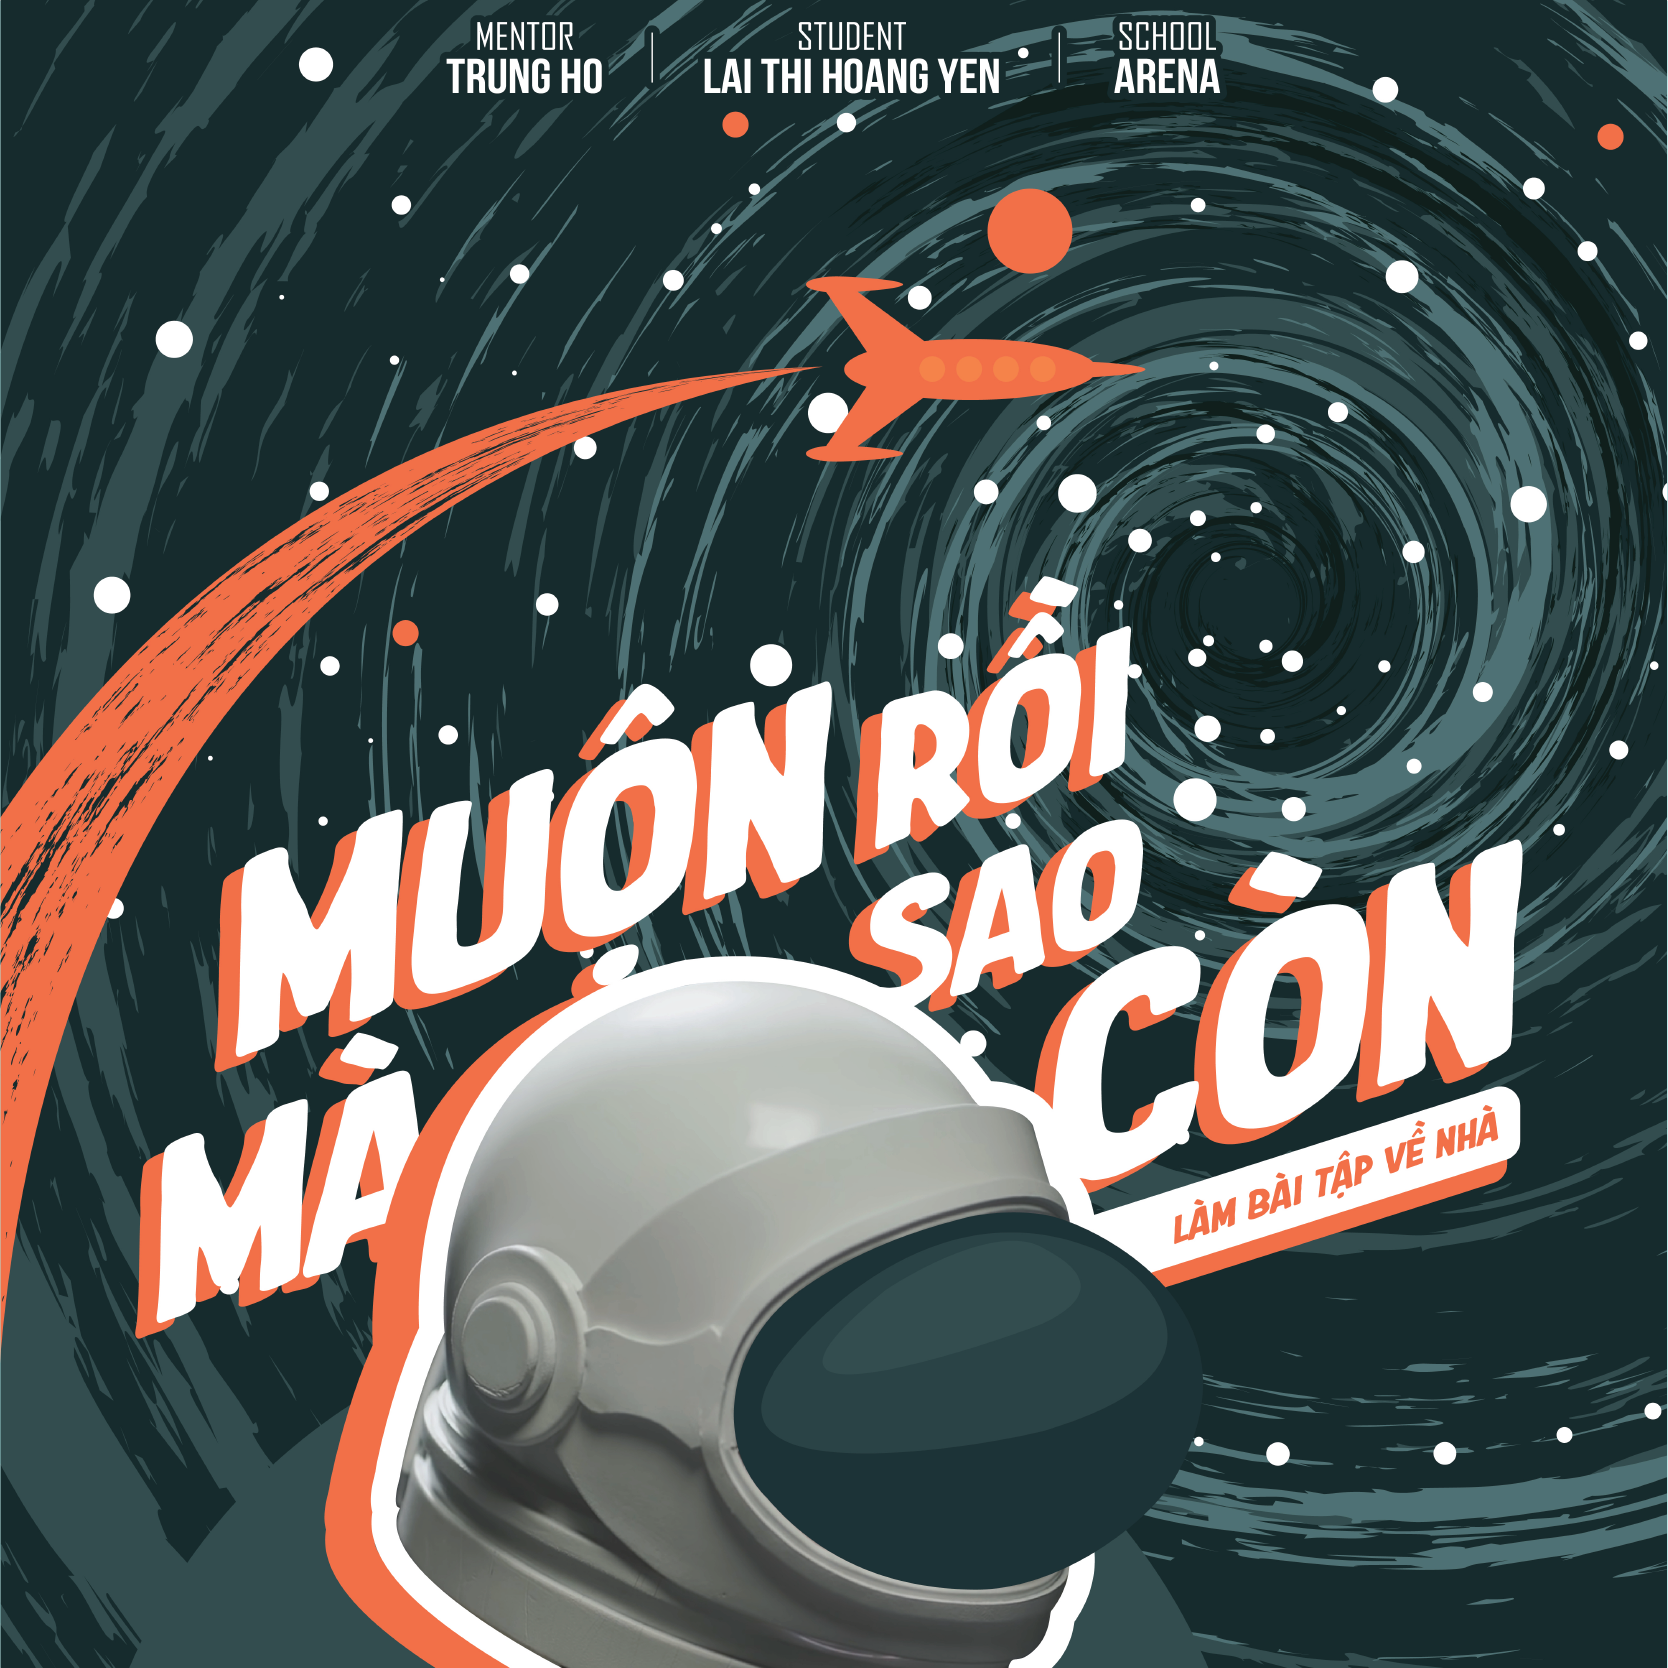 MENTOR
TRUNG HO
STUDENT
LAI THI HOANG YEN
SCHOOL
ARENA
MUỘN RỒI
MÀ SAO CÒN
LÀM BÀI TẬP VỀ NHÀ